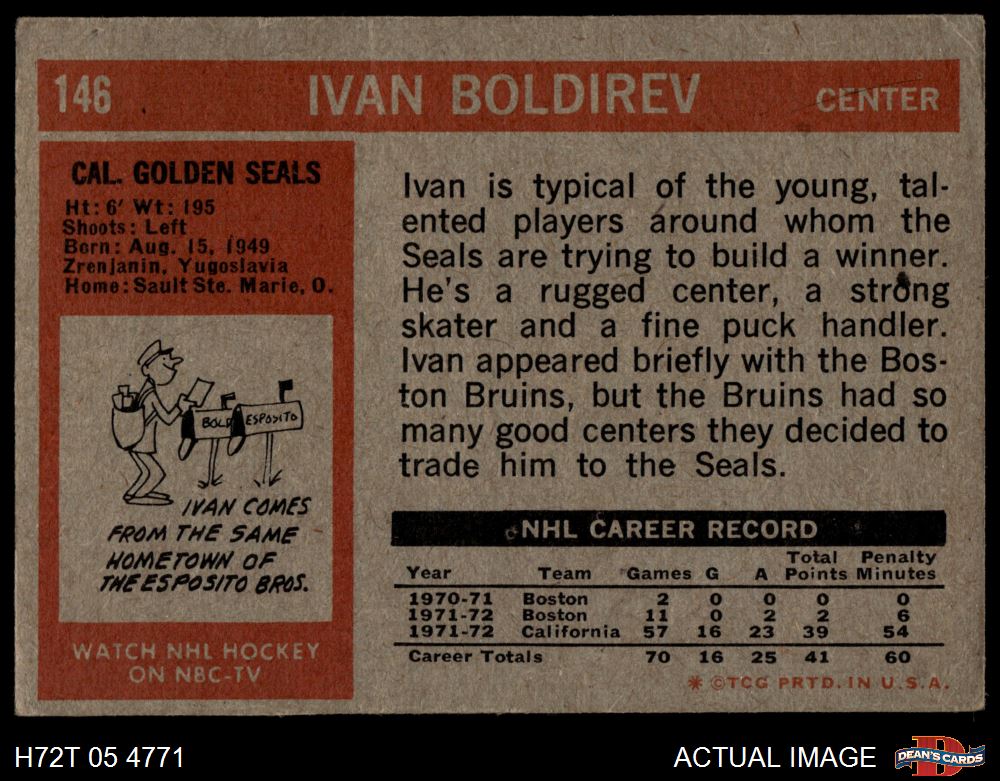 146 IVAN BOLDIREV CENTER
CAL. GOLDEN SEALS
Ht: 6' Wt: 195
Shoots: Left
Born: Aug. 15, 1949
Zrenjanin, Yugoslavia
Home: Sault Ste. Marie, O.
BOLD ESPOSITO
IVAN COMES
FROM THE SAME
HOMETOWN OF
THE ESPOSITO BROS.
WATCH NHL HOCKEY
ON NBC-TV
Ivan is typical of the young, tal-
ented players around whom the
Seals are trying to build a winner.
He's a rugged center, a strong
skater and a fine puck handler.
Ivan appeared briefly with the Bos-
ton Bruins, but the Bruins had so
many good centers they decided to
trade him to the Seals.
NHL CAREER RECORD
Total Penalty
Year Team Games G A Points Minutes
1970-71 Boston 2 0 0 0 0
1971-72 Boston 11 0 2 2 6
1971-72 California 57 16 23 39 54
Career Totals 70 16 25 41 60
* ©TCG PRTD. IN U.S.A.
H72T 05 4771 ACTUAL IMAGE D DEAN'S CARDS